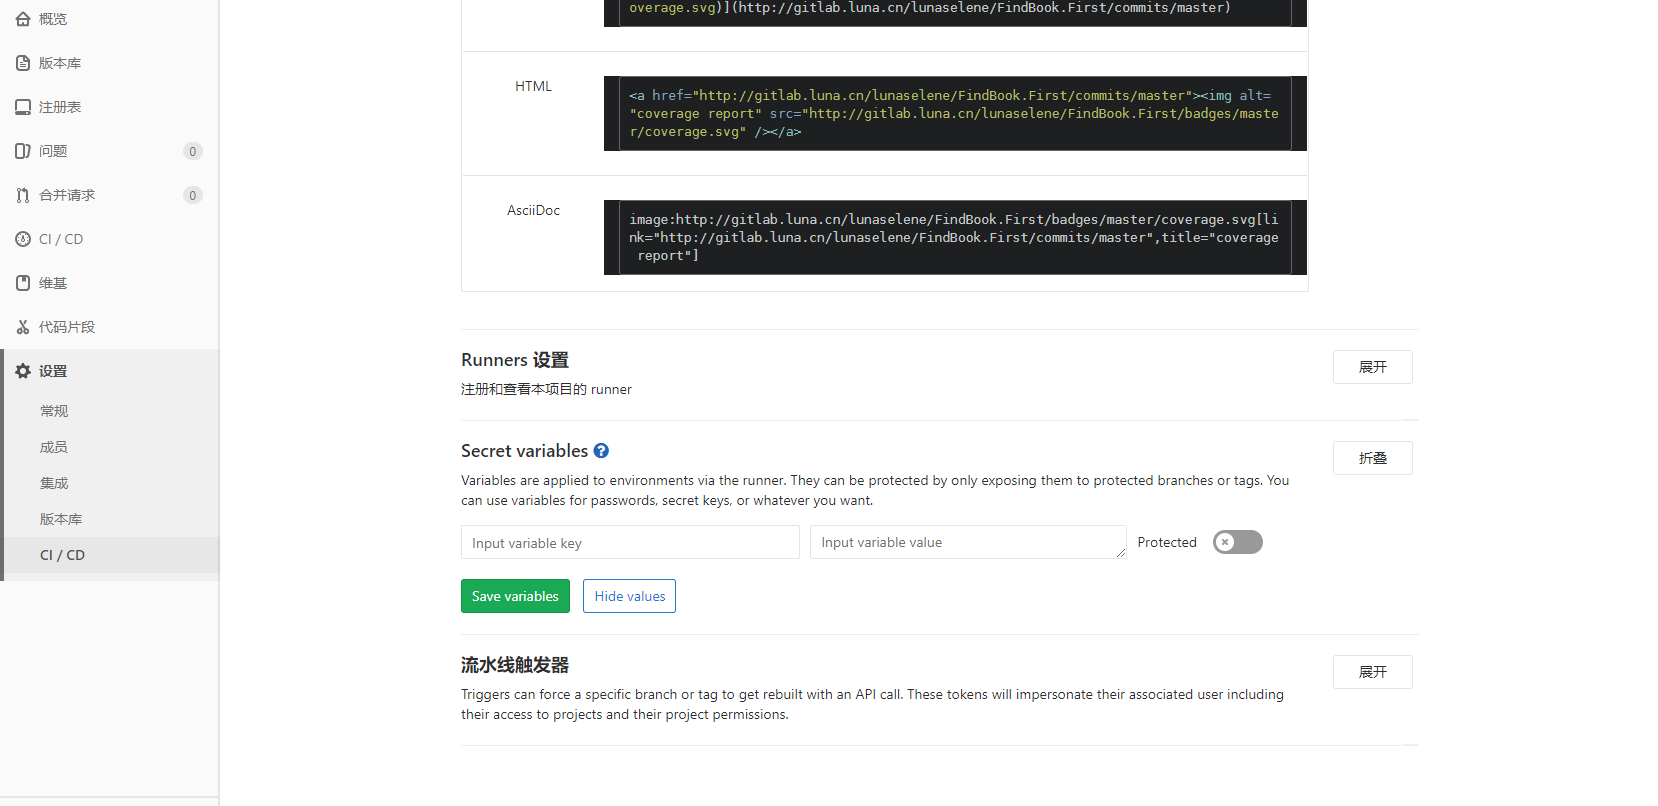 概览
版本库
注册表
问题
0
合并请求
0
CI / CD
维基
代码片段
设置
常规
成员
集成
版本库
CI / CD
overage.svg)](http://gitlab.luna.cn/lunaselene/FindBook.First/commits/master)
HTML
<a href="http://gitlab.luna.cn/lunaselene/FindBook.First/commits/master"><img alt=
"coverage report" src="http://gitlab.luna.cn/lunaselene/FindBook.First/badges/maste
r/coverage.svg" /></a>
AsciiDoc
image:http://gitlab.luna.cn/lunaselene/FindBook.First/badges/master/coverage.svg[li
nk="http://gitlab.luna.cn/lunaselene/FindBook.First/commits/master",title="coverage
report"]
Runners 设置
展开
注册和查看本项目的 runner
Secret variables
折叠
Variables are applied to environments via the runner. They can be protected by only exposing them to protected branches or tags. You
can use variables for passwords, secret keys, or whatever you want.
Input variable key
Input variable value
Protected
Save variables
Hide values
流水线触发器
展开
Triggers can force a specific branch or tag to get rebuilt with an API call. These tokens will impersonate their associated user including
their access to projects and their project permissions.